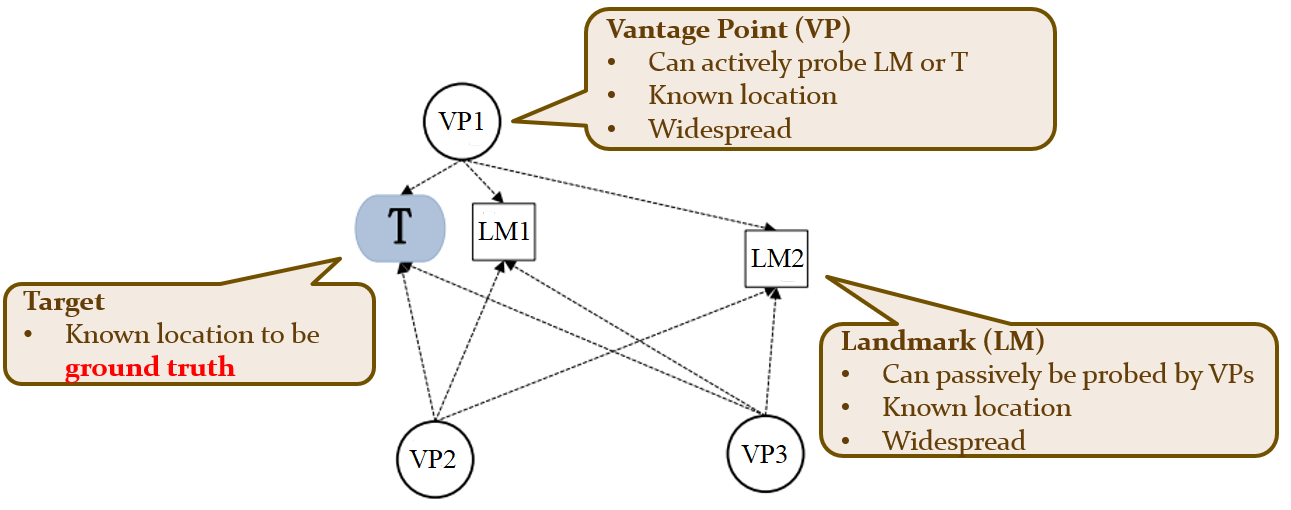 Vantage Point (VP)
• Can actively probe LM or T
• Known location
• Widespread
VP1
T
LM1
LM2
Target
• Known location to be
ground truth
Landmark (LM)
• Can passively be probed by VPs
• Known location
• Widespread
VP2
VP3